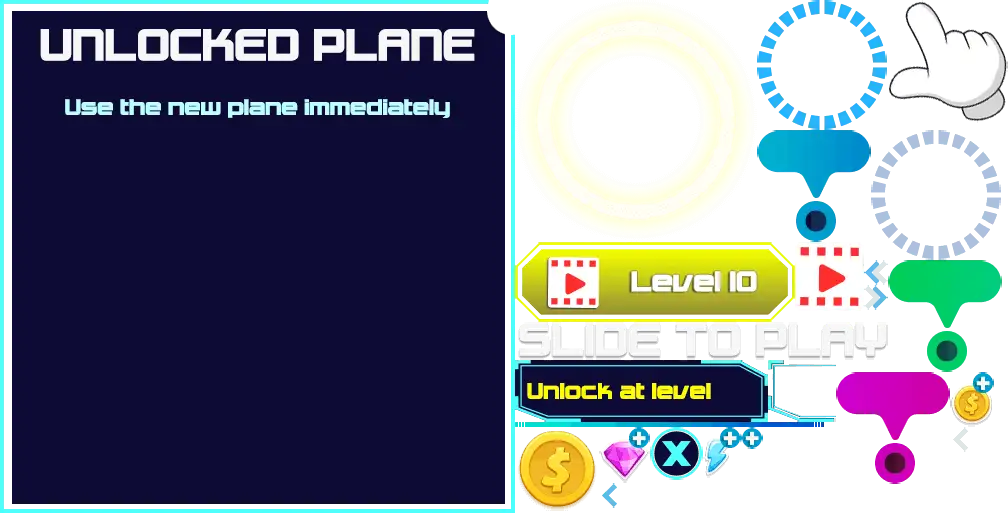 UNLOCKED PLANE
Use the new plane immediately
Level 10
SLIDE TO PLAY
Unlock at level
X